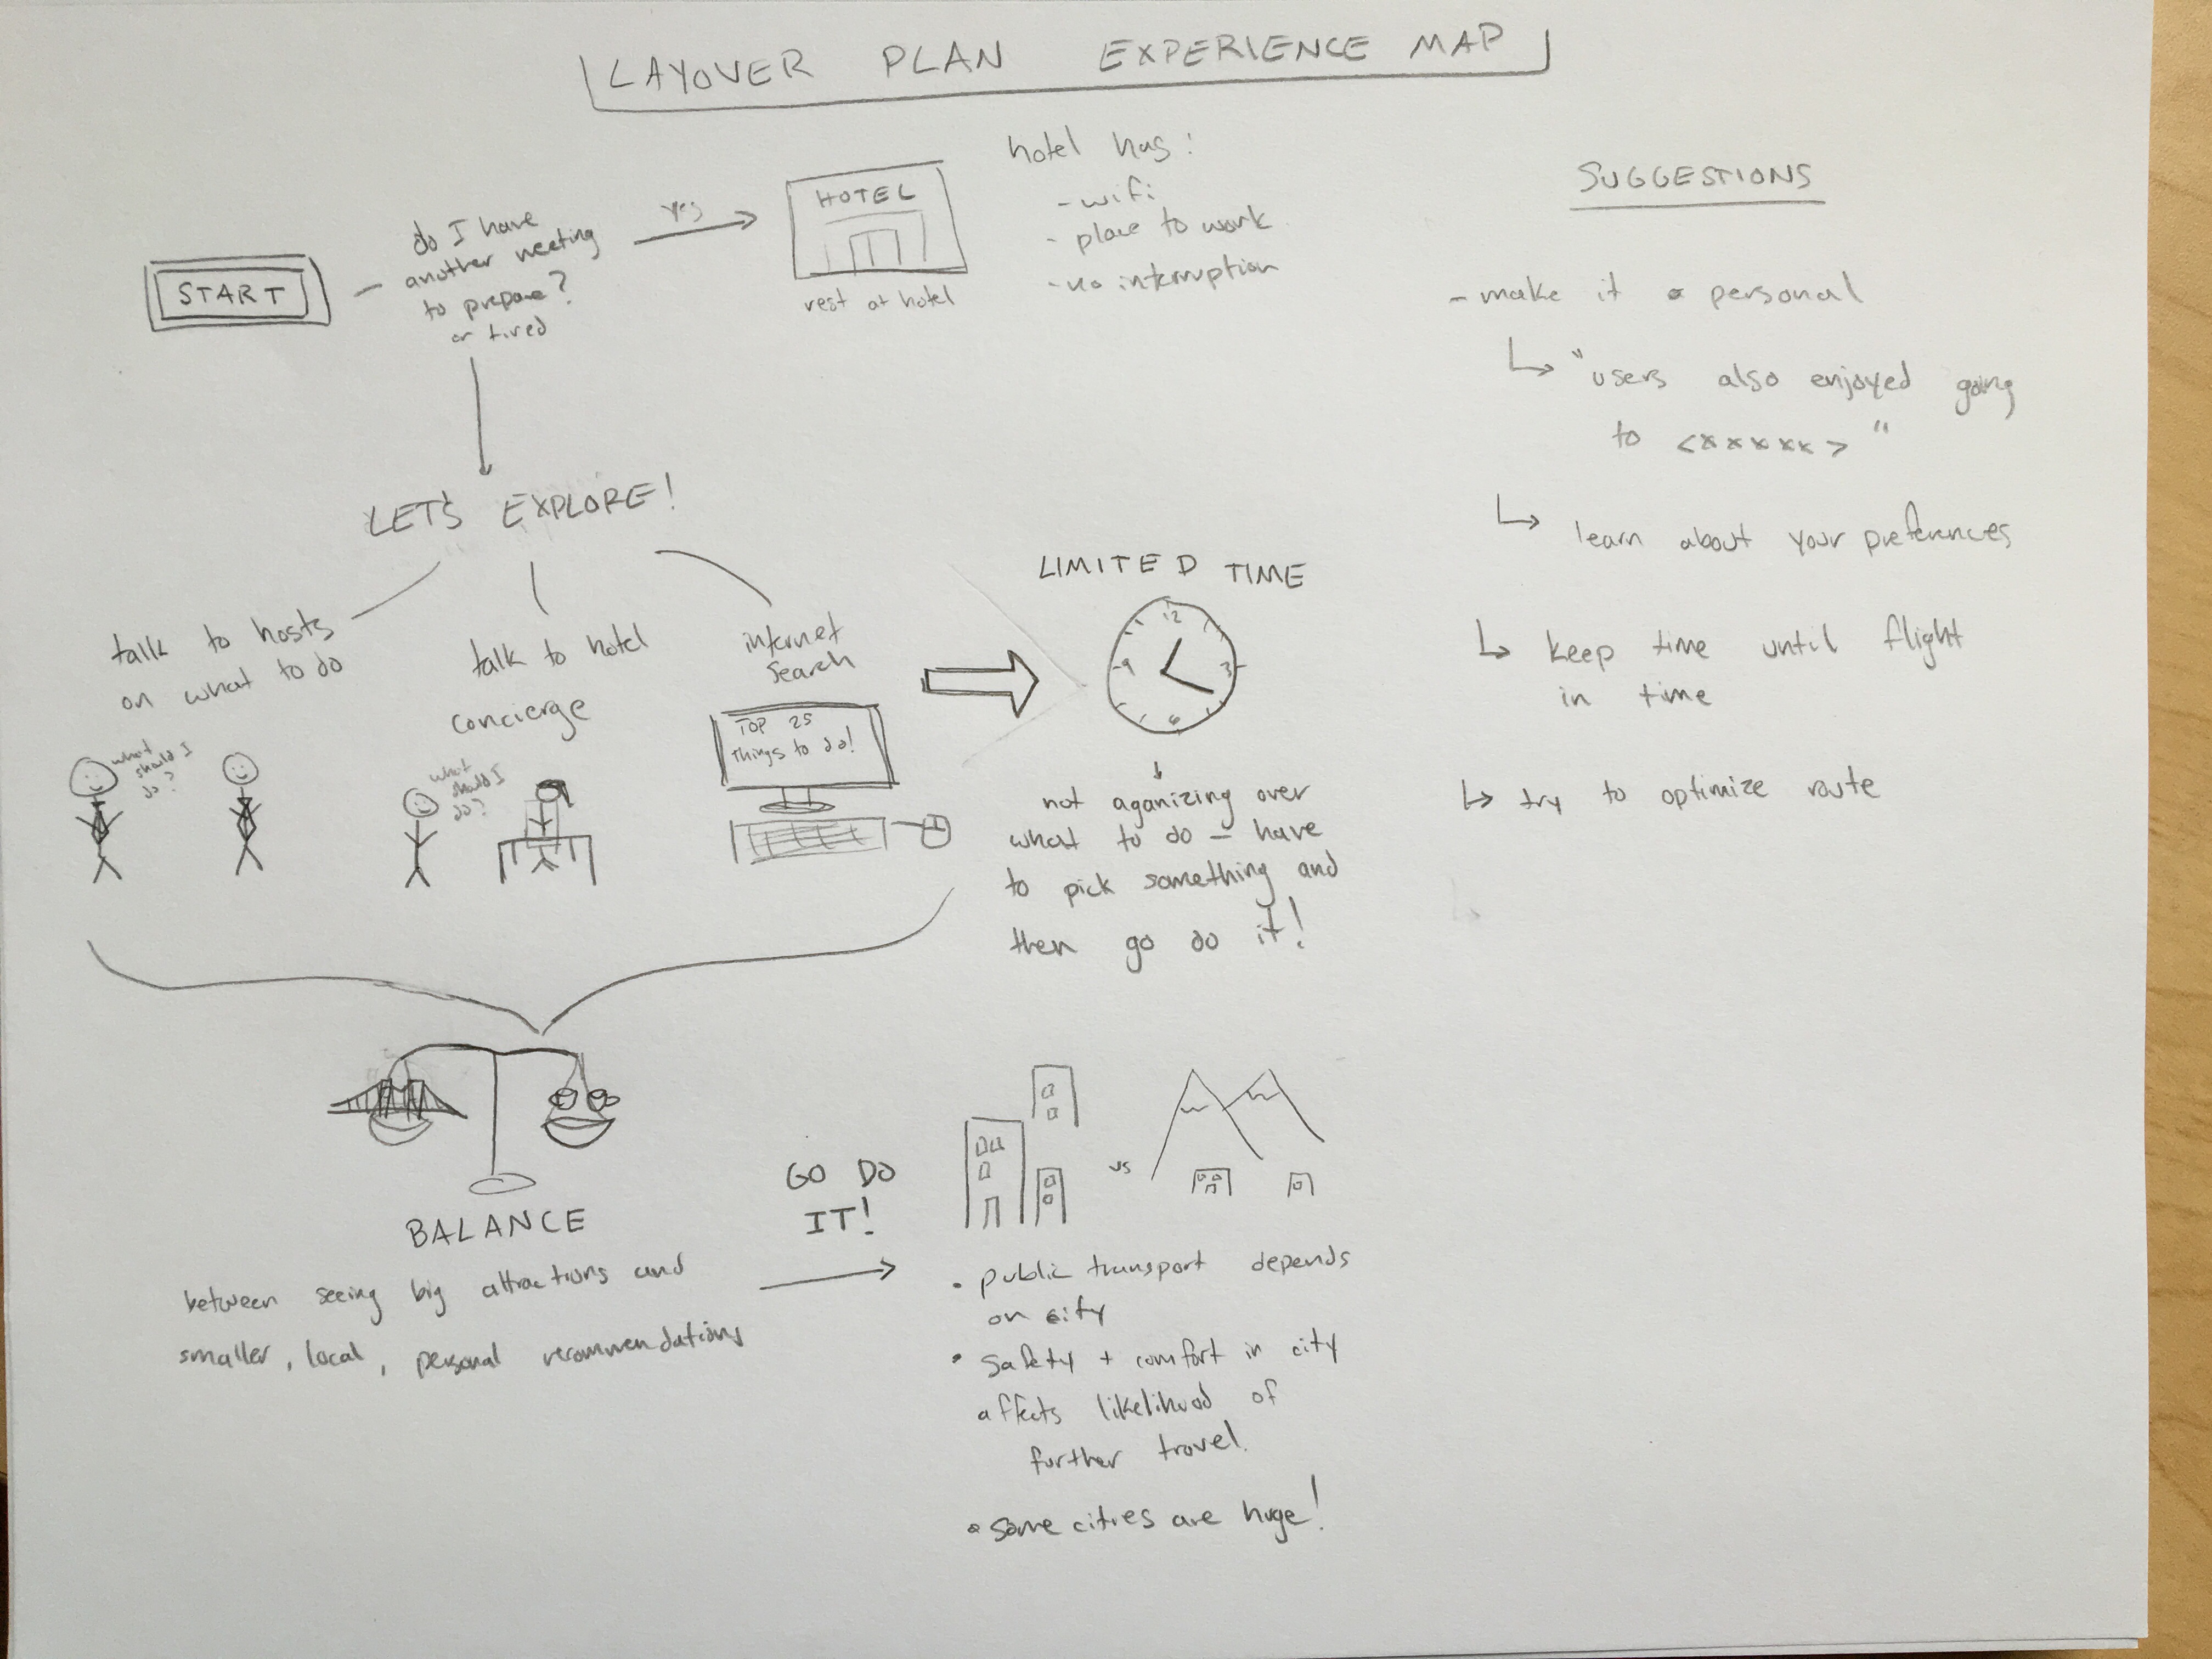 LAYOVER PLAN EXPERIENCE MAP
START
- do I have
another meeting
to prepare?
or tired
YES
HOTEL
rest at hotel
hotel has:
- wifi
- place to work
- no interruption
LETS EXPLORE!
talk to hosts
on what to do
what
should I
do?
talk to hotel
concierge
what
should I
do?
internet
search
TOP 25
things to do!
LIMITED TIME
12
3
6
9
not agonizing over
what to do - have
to pick something and
then go do it!
BALANCE
between seeing big attractions and
smaller, local, personal recommendations
GO DO
IT!
vs
• public transport depends
on city
• safety + comfort in city
affects likelihood of
further travel
• some cities are huge!
SUGGESTIONS
- make it a personal
↳ "users also enjoyed going
to <xxxxx>"
↳ learn about your preferences
↳ keep time until flight
in time
↳ try to optimize route